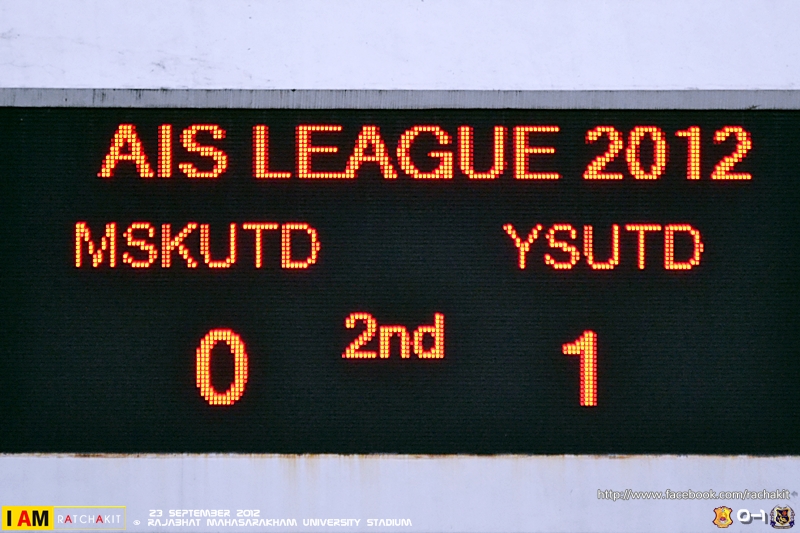 AIS LEAGUE 2012
MSKUTD YSUTD
2nd
0 1
http://www.facebook.com/rachakit
I AM RATCHAKIT
23 SEPTEMBER 2012
@ RAJABHAT MAHASARAKHAM UNIVERSITY STADIUM
0-1